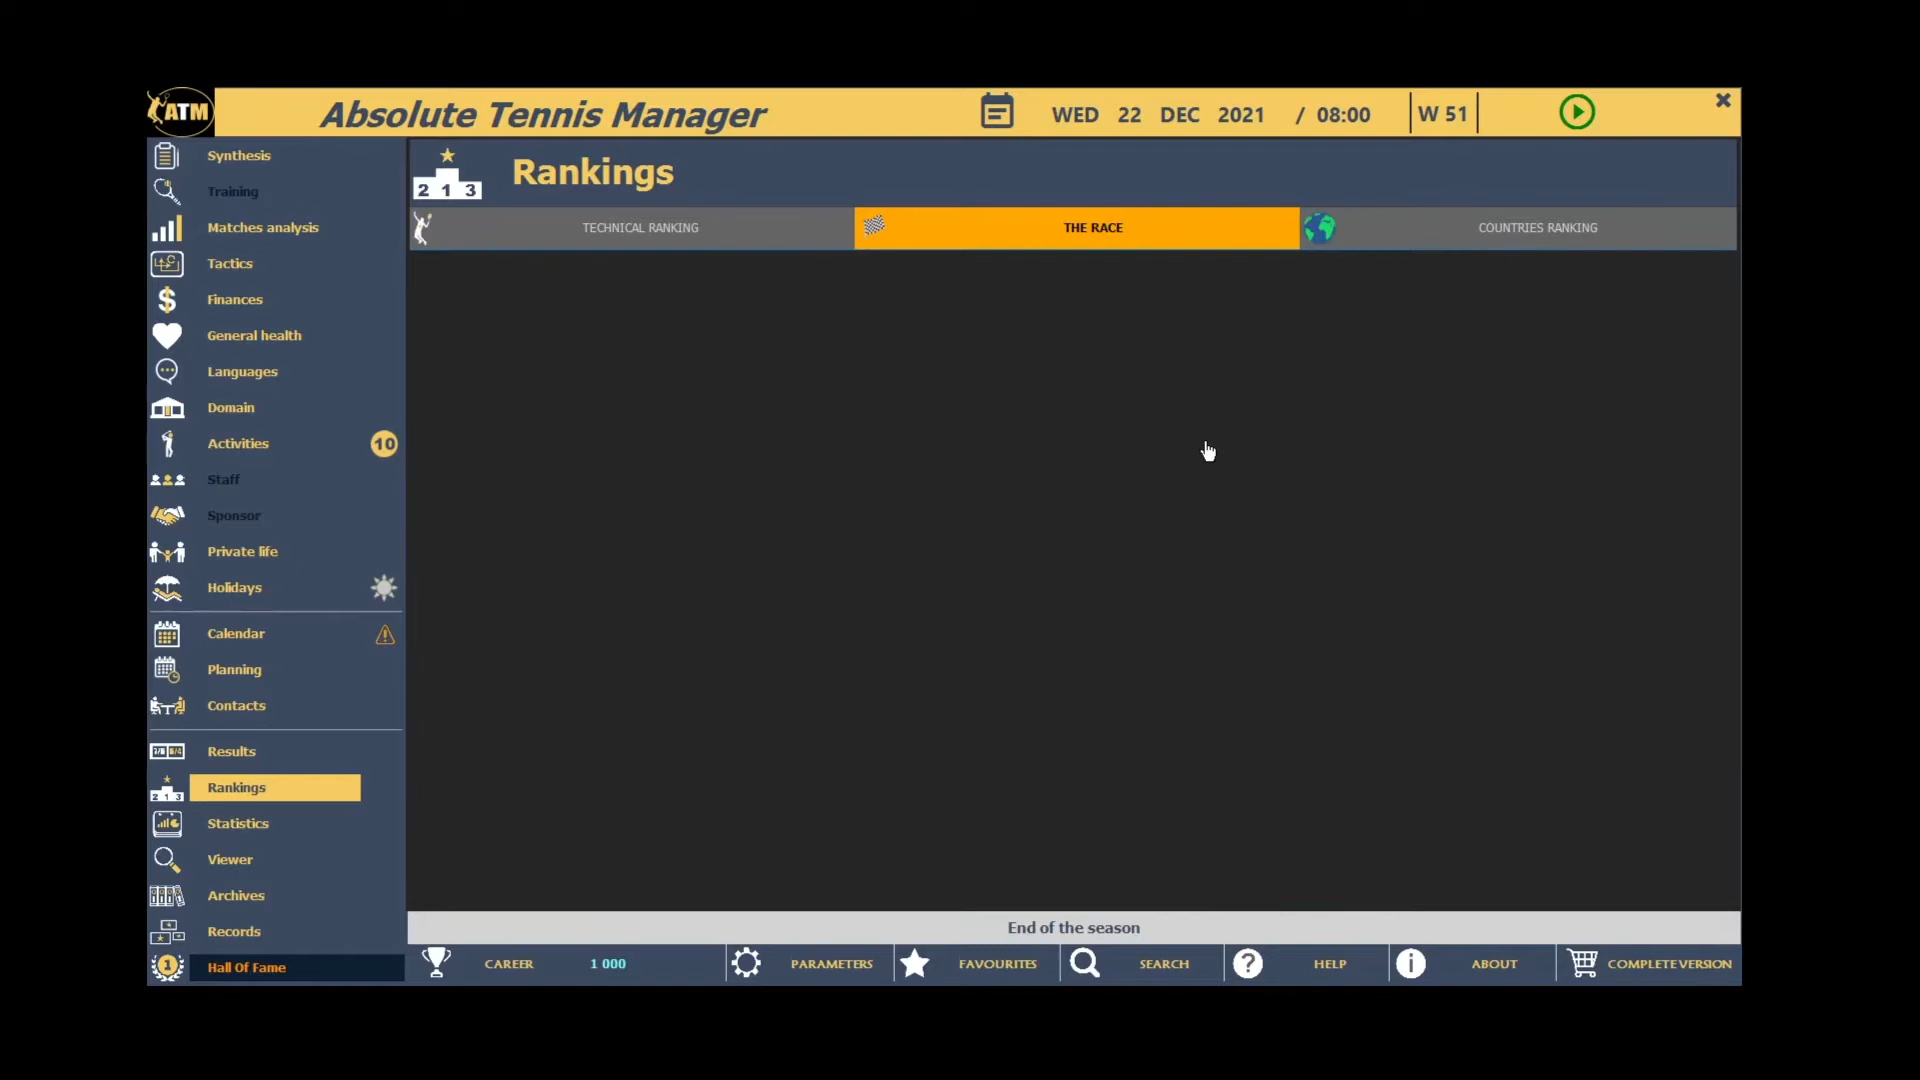 ATM
Absolute Tennis Manager
WED 22 DEC 2021 / 08:00
W 51
Synthesis
Training
Matches analysis
Tactics
Finances
General health
Languages
Domain
Activities
10
Staff
Sponsor
Private life
Holidays
Calendar
Planning
Contacts
Results
Rankings
Statistics
Viewer
Archives
Records
Hall Of Fame
2 1 3
Rankings
TECHNICAL RANKING
THE RACE
COUNTRIES RANKING
End of the season
CAREER
1 000
PARAMETERS
FAVOURITES
SEARCH
HELP
ABOUT
COMPLETE VERSION